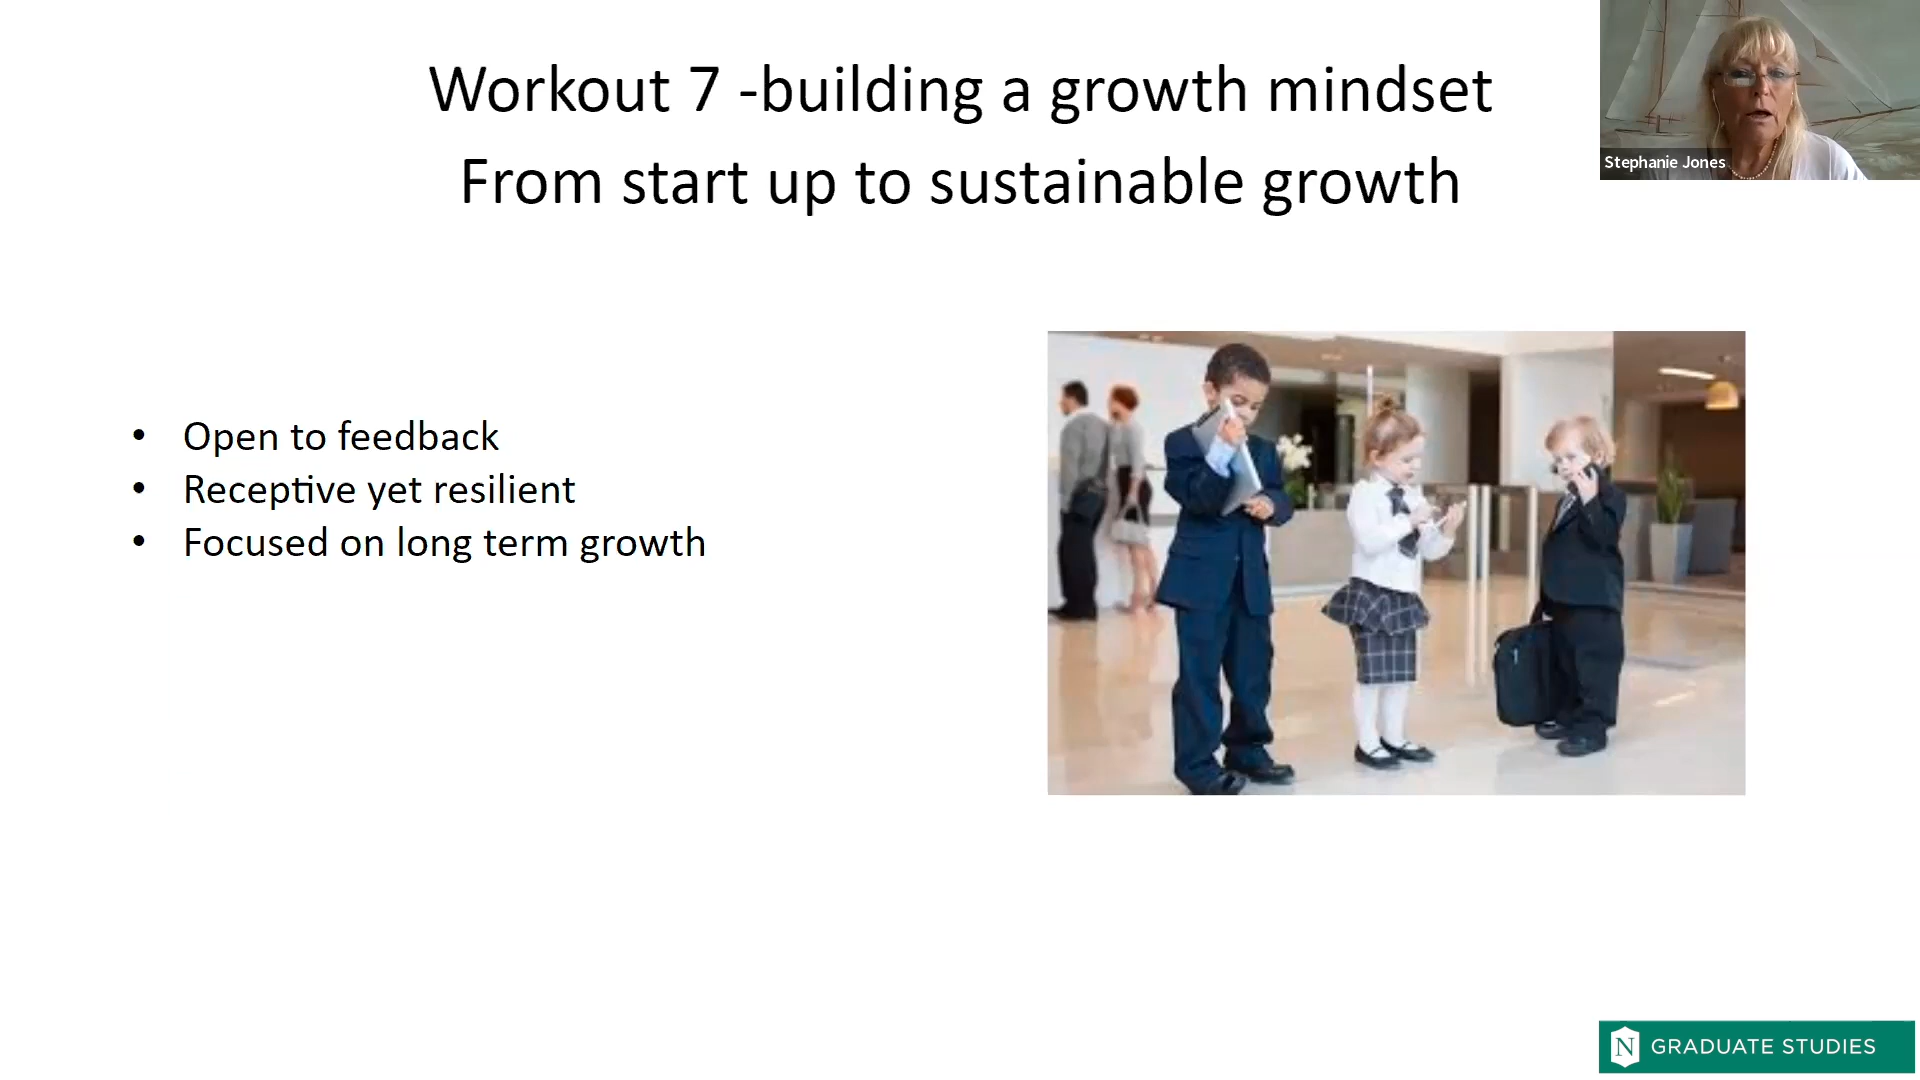 Workout 7 -building a growth mindset
From start up to sustainable growth
Stephanie Jones
• Open to feedback
• Receptive yet resilient
• Focused on long term growth
N GRADUATE STUDIES